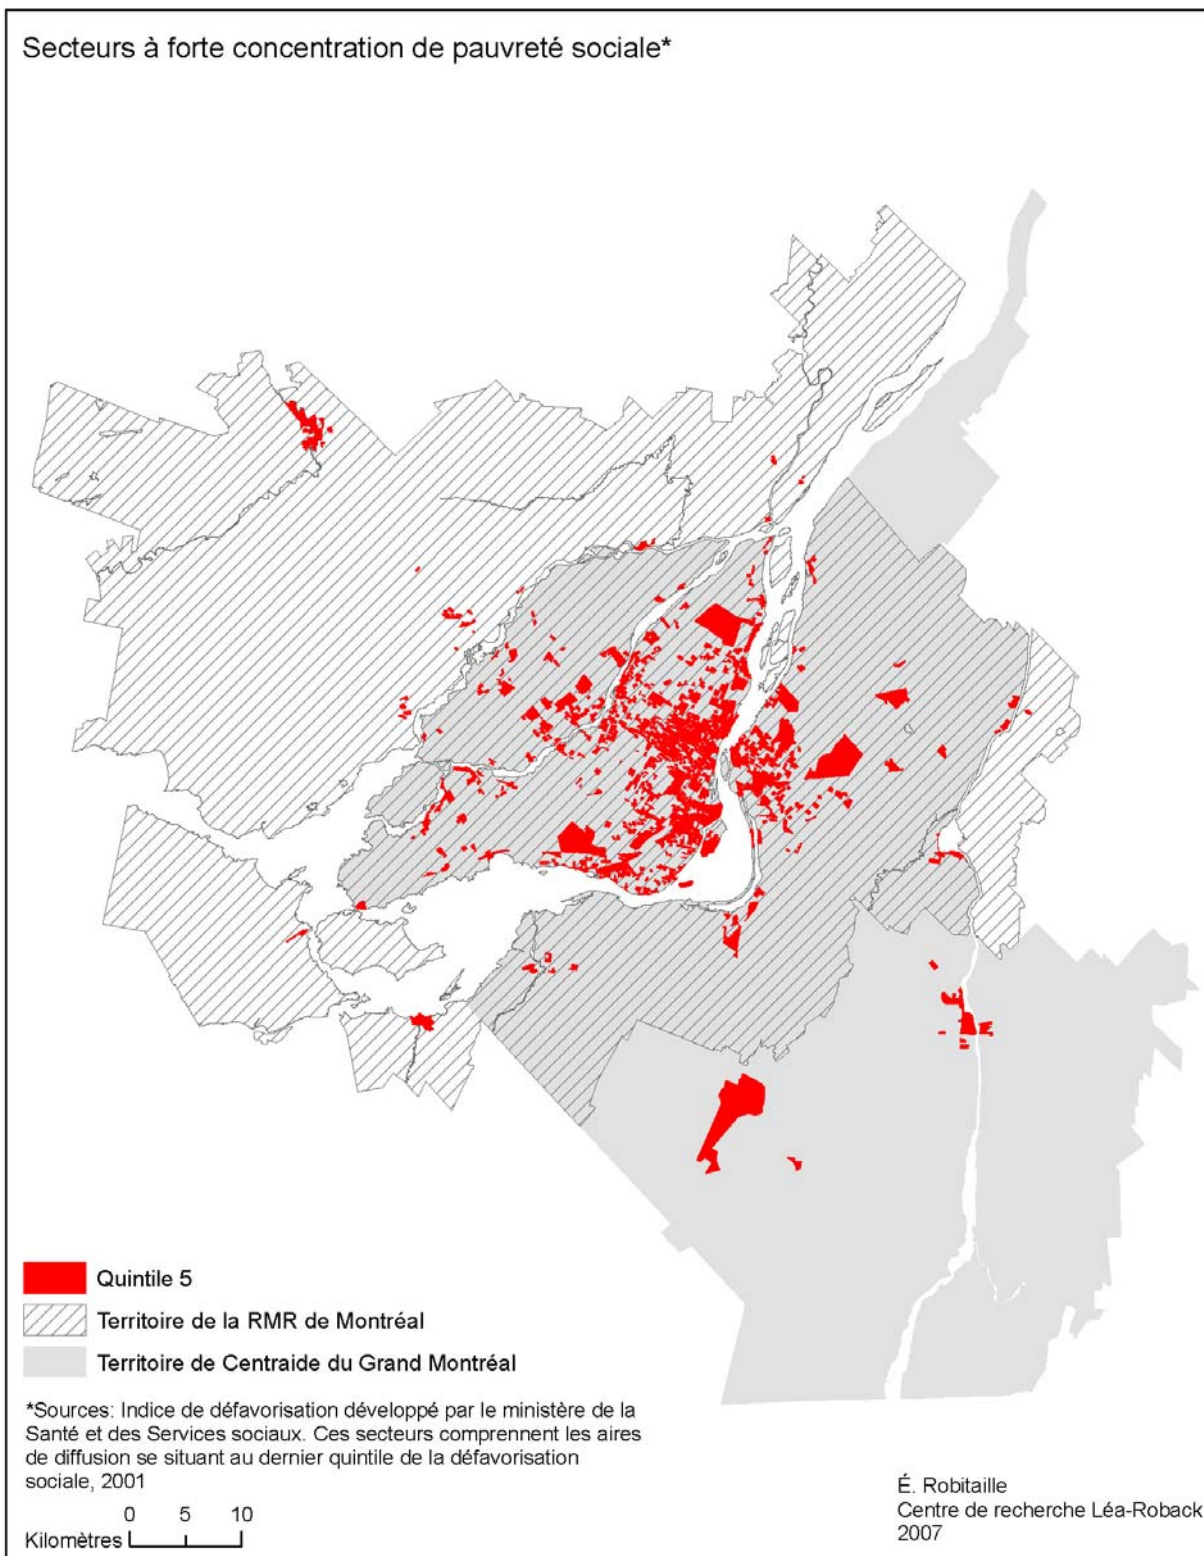 Secteurs à forte concentration de pauvreté sociale*
Quintile 5
Territoire de la RMR de Montréal
Territoire de Centraide du Grand Montréal
*Sources: Indice de défavorisation développé par le ministère de la
Santé et des Services sociaux. Ces secteurs comprennent les aires
de diffusion se situant au dernier quintile de la défavorisation
sociale, 2001
0 5 10
Kilomètres
É. Robitaille
Centre de recherche Léa-Roback
2007